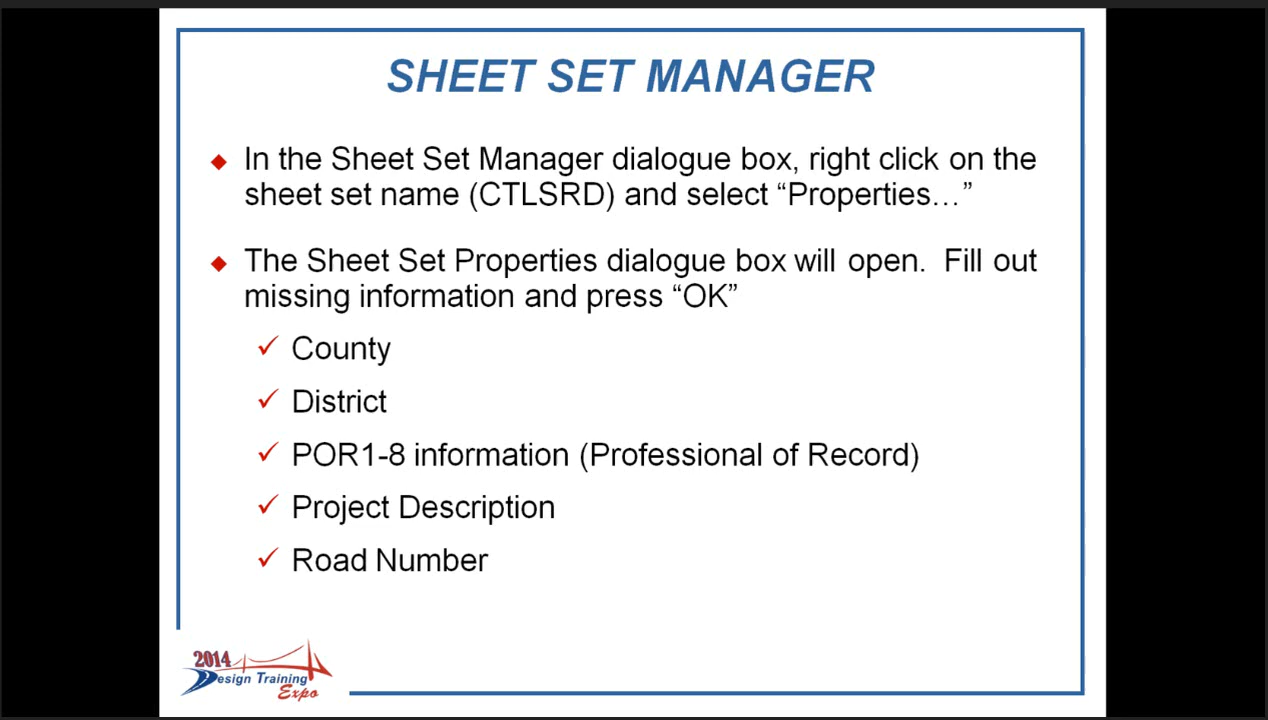 SHEET SET MANAGER
In the Sheet Set Manager dialogue box, right click on the
sheet set name (CTLSRD) and select “Properties…”
The Sheet Set Properties dialogue box will open. Fill out
missing information and press “OK”
County
District
POR1-8 information (Professional of Record)
Project Description
Road Number
2014
Design Training
Expo